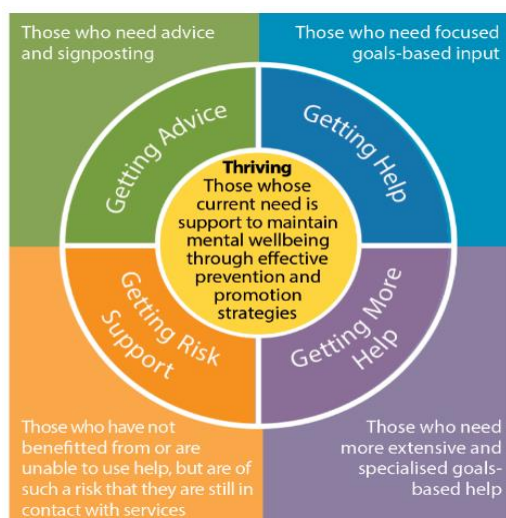 Those who need advice
and signposting
Those who need focused
goals-based input
Getting Advice
Getting Help
Thriving
Those whose
current need is
support to maintain
mental wellbeing
through effective
prevention and
promotion
strategies
Getting Risk
Support
Getting More
Help
Those who have not
benefitted from or are
unable to use help, but are of
such a risk that they are still in
contact with services
Those who need
more extensive and
specialised goals-
based help